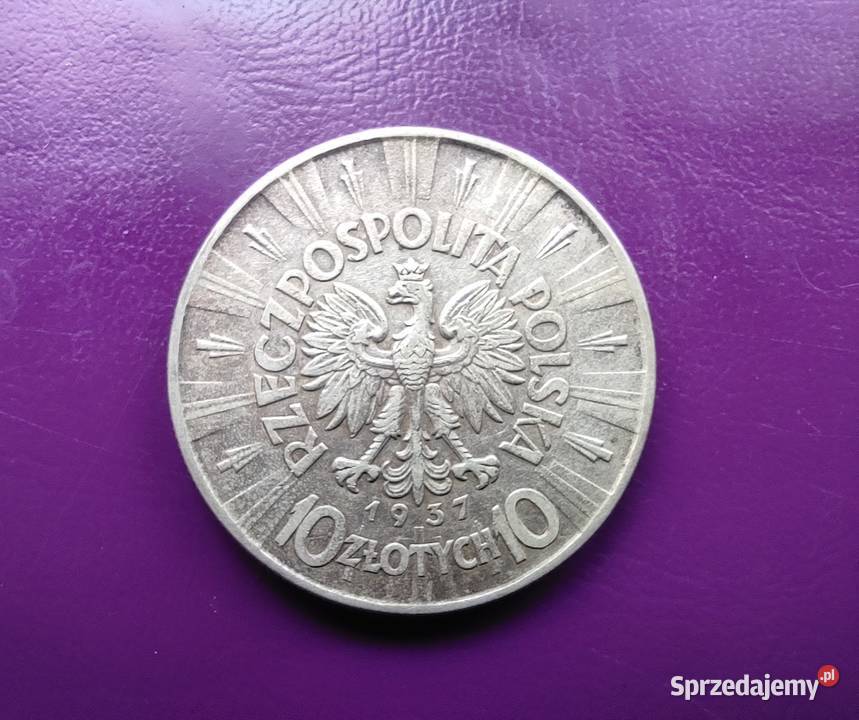 RZECZPOSPOLITA POLSKA
1937
10 ZŁOTYCH 10
Sprzedajemy.pl